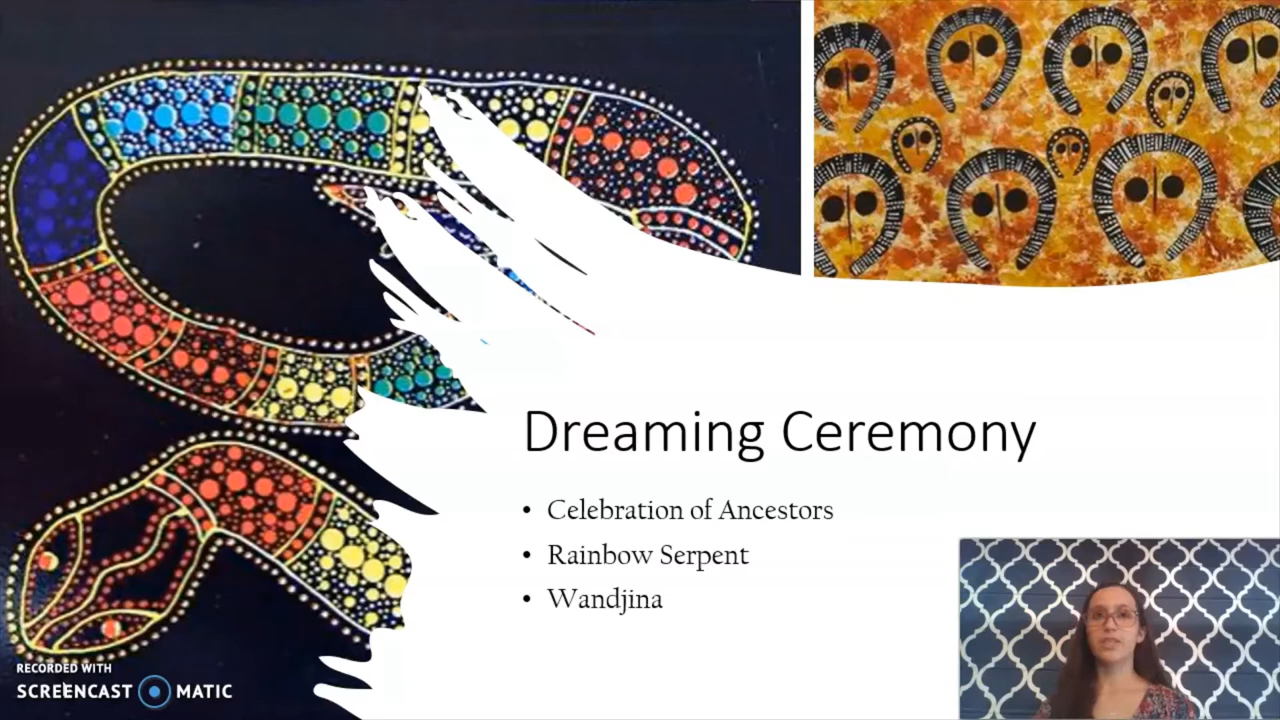 Dreaming Ceremony
• Celebration of Ancestors
• Rainbow Serpent
• Wandjina
RECORDED WITH
SCREENCAST MATIC